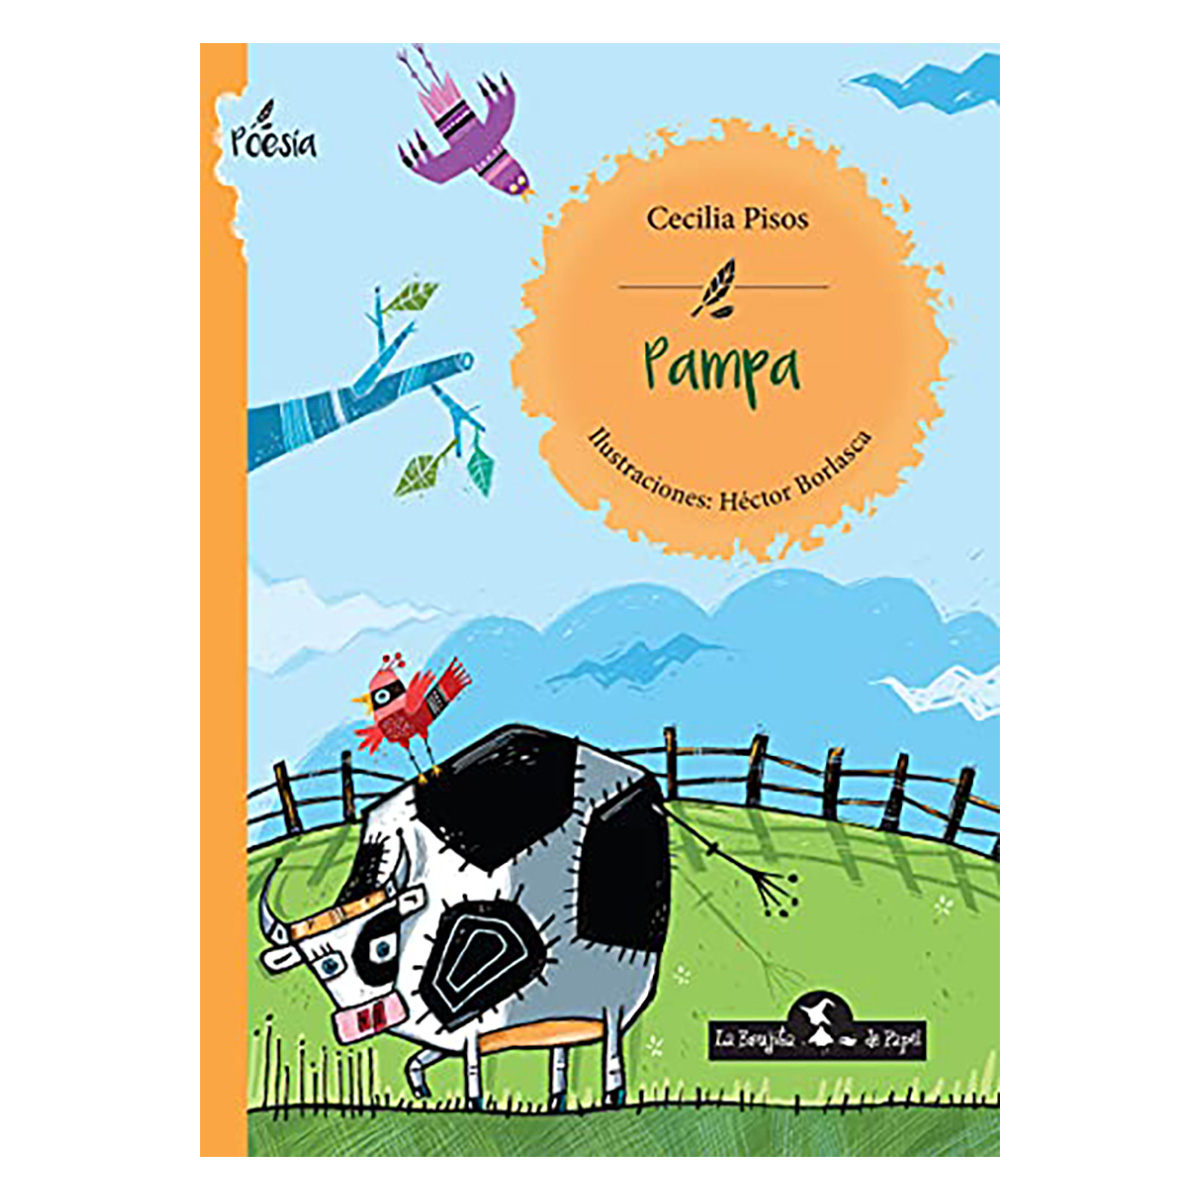 Poesía
Cecilia Pisos
Pampa
Ilustraciones: Héctor Borlasca
La Brujita de Papel